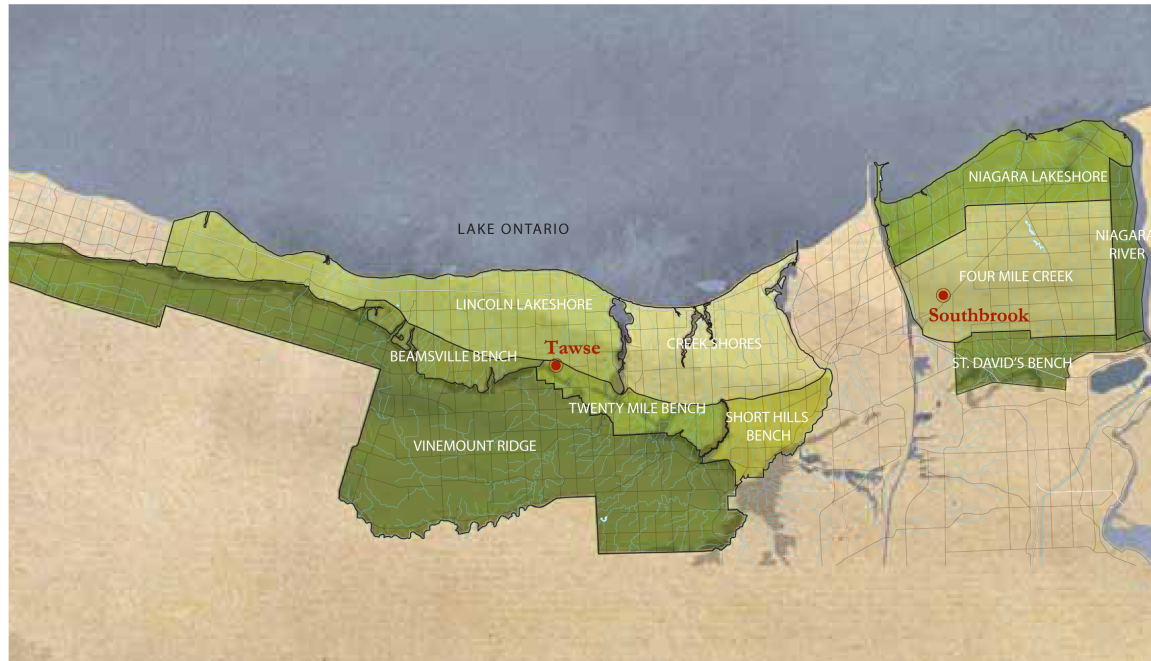 NIAGARA LAKESHORE
LAKE ONTARIO
NIAGARA
RIVER
FOUR MILE CREEK
LINCOLN LAKESHORE
Southbrook
CREEK SHORES
Tawse
BEAMSVILLE BENCH
ST. DAVID'S BENCH
TWENTY MILE BENCH
SHORT HILLS
BENCH
VINEMOUNT RIDGE